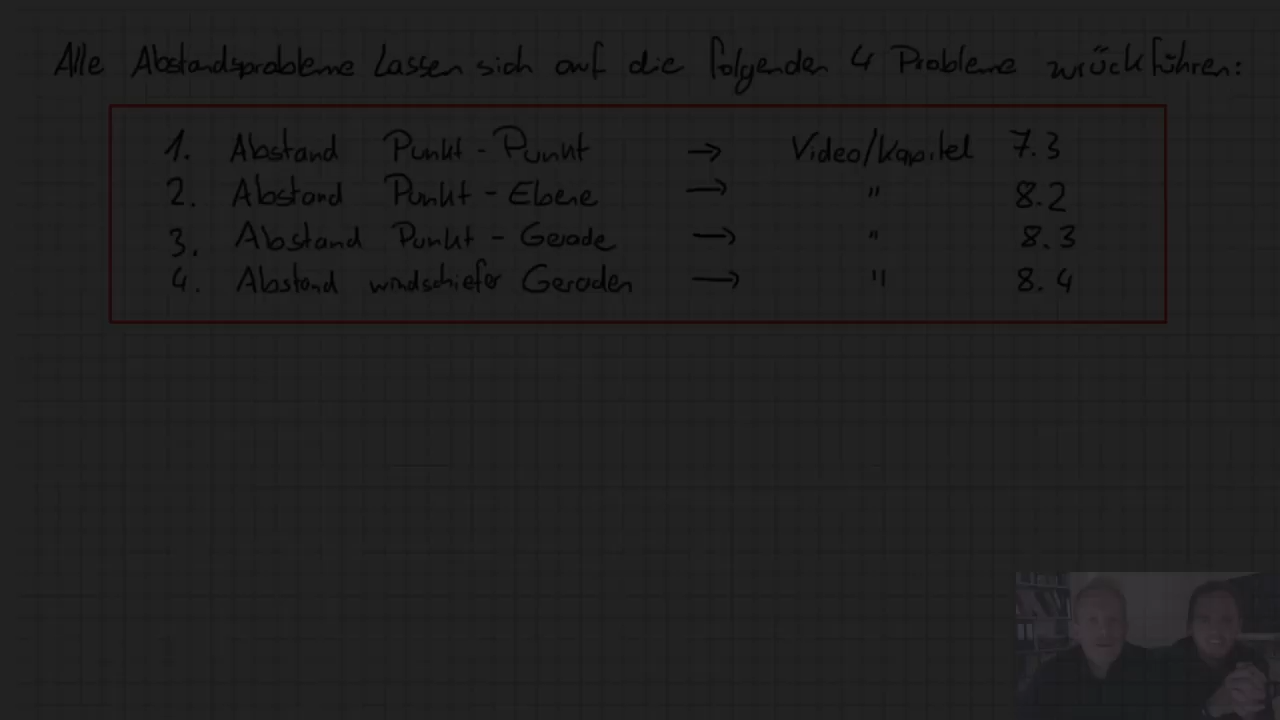 Alle Abstandsprobleme lassen sich auf die folgenden 4 Probleme zurückführen:
1. Abstand Punkt - Punkt → Video/Kapitel 7.3
2. Abstand Punkt - Ebene → " 8.2
3. Abstand Punkt - Gerade → " 8.3
4. Abstand windschiefer Geraden → " 8.4